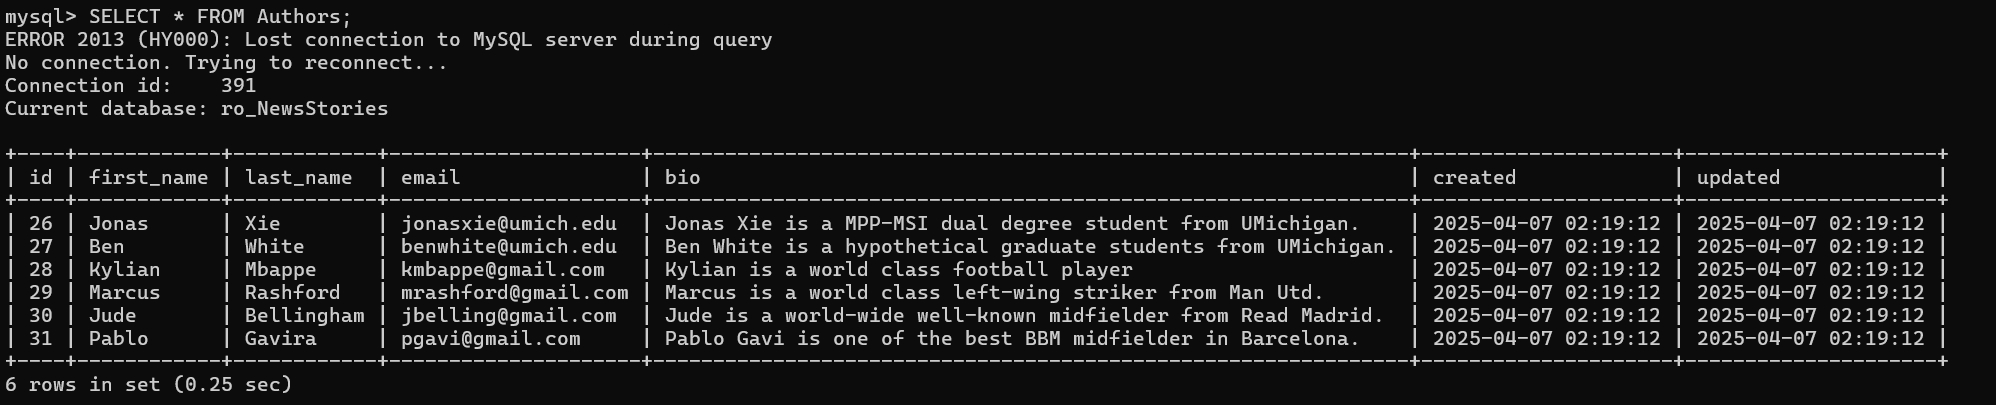 mysql> SELECT * FROM Authors;
ERROR 2013 (HY000): Lost connection to MySQL server during query
No connection. Trying to reconnect...
Connection id:    391
Current database: ro_NewsStories

+----+------------+------------+---------------------+---------------------------------------------------------------+---------------------+---------------------+
| id | first_name | last_name  | email               | bio                                                           | created             | updated             |
+----+------------+------------+---------------------+---------------------------------------------------------------+---------------------+---------------------+
| 26 | Jonas      | Xie        | jonasxie@umich.edu  | Jonas Xie is a MPP-MSI dual degree student from UMichigan.    | 2025-04-07 02:19:12 | 2025-04-07 02:19:12 |
| 27 | Ben        | White      | benwhite@umich.edu  | Ben White is a hypothetical graduate students from UMichigan. | 2025-04-07 02:19:12 | 2025-04-07 02:19:12 |
| 28 | Kylian     | Mbappe     | kmbappe@gmail.com   | Kylian is a world class football player                       | 2025-04-07 02:19:12 | 2025-04-07 02:19:12 |
| 29 | Marcus     | Rashford   | mrashford@gmail.com | Marcus is a world class left-wing striker from Man Utd.       | 2025-04-07 02:19:12 | 2025-04-07 02:19:12 |
| 30 | Jude       | Bellingham | jbelling@gmail.com  | Jude is a world-wide well-known midfielder from Read Madrid.  | 2025-04-07 02:19:12 | 2025-04-07 02:19:12 |
| 31 | Pablo      | Gavira     | pgavi@gmail.com     | Pablo Gavi is one of the best BBM midfielder in Barcelona.    | 2025-04-07 02:19:12 | 2025-04-07 02:19:12 |
+----+------------+------------+---------------------+---------------------------------------------------------------+---------------------+---------------------+
6 rows in set (0.25 sec)